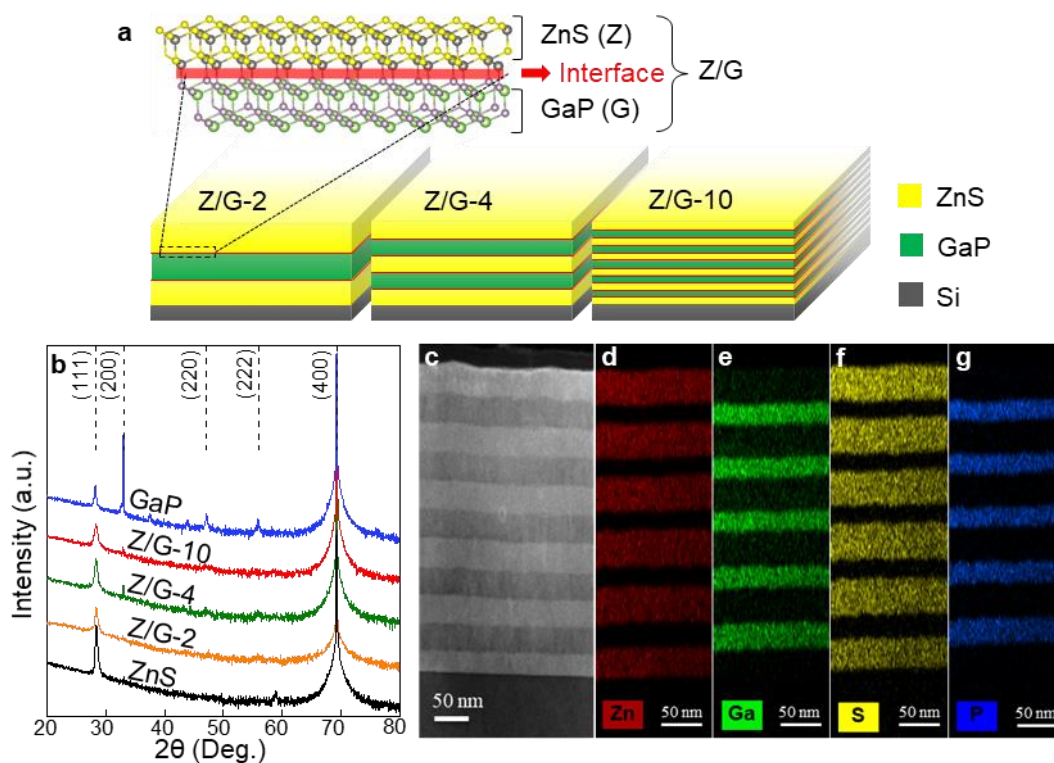 a
ZnS (Z)
Interface
GaP (G)
Z/G
Z/G-2
Z/G-4
Z/G-10
ZnS
GaP
Si
b
(111)
(200)
(220)
(222)
(400)
GaP
Z/G-10
Z/G-4
Z/G-2
ZnS
Intensity (a.u.)
20 30 40 50 60 70 80
2θ (Deg.)
c
50 nm
d
Zn
50 nm
e
Ga
50 nm
f
S
50 nm
g
P
50 nm